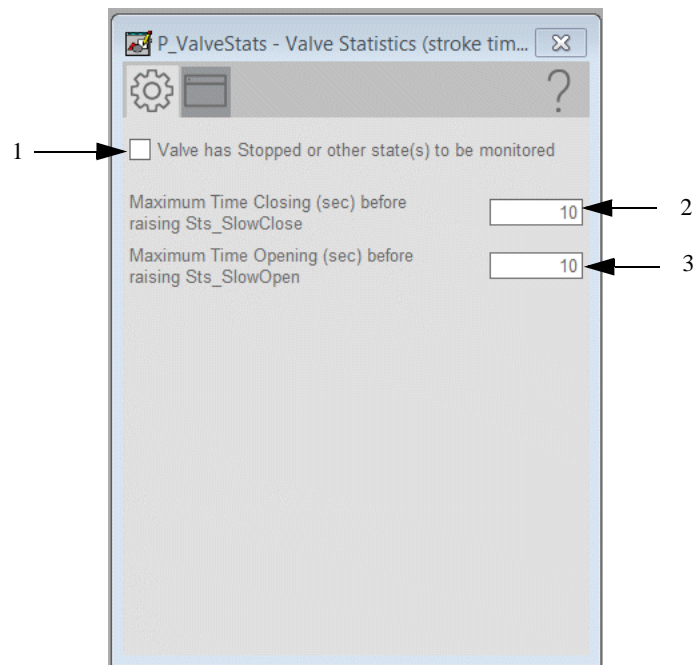 P_ValveStats - Valve Statistics (stroke tim...
?
1
Valve has Stopped or other state(s) to be monitored
Maximum Time Closing (sec) before
raising Sts_SlowClose
10
2
Maximum Time Opening (sec) before
raising Sts_SlowOpen
10
3